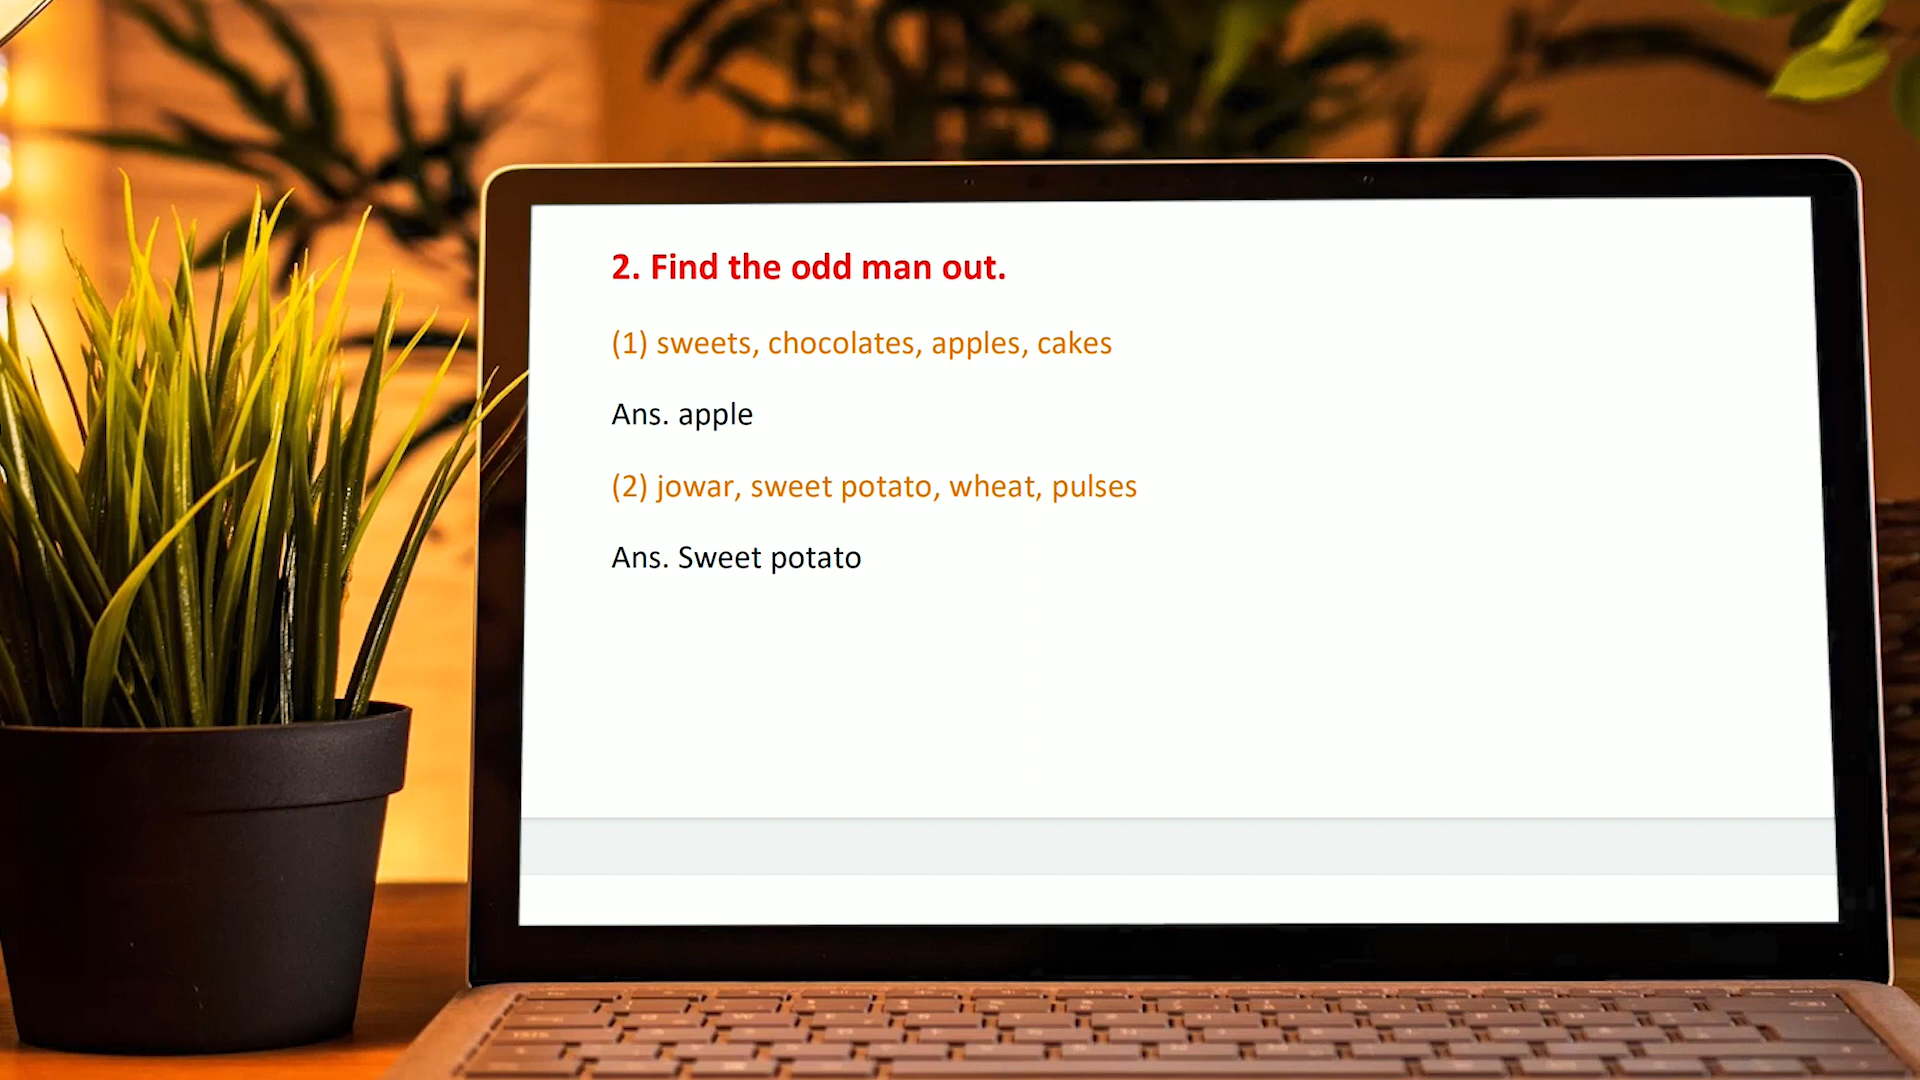 2. Find the odd man out.
(1) sweets, chocolates, apples, cakes
Ans. apple
(2) jowar, sweet potato, wheat, pulses
Ans. Sweet potato